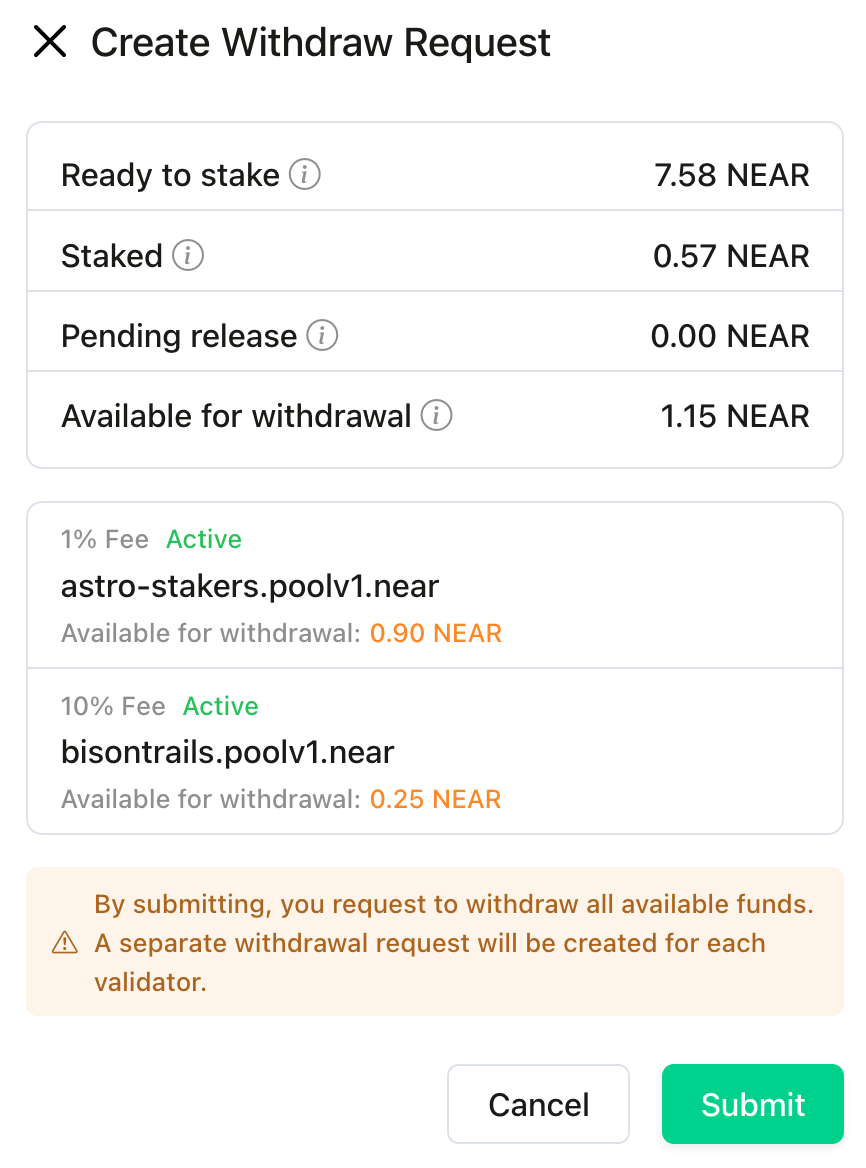 Create Withdraw Request
Ready to stake 7.58 NEAR
Staked 0.57 NEAR
Pending release 0.00 NEAR
Available for withdrawal 1.15 NEAR
1% Fee Active
astro-stakers.poolv1.near
Available for withdrawal: 0.90 NEAR
10% Fee Active
bisontrails.poolv1.near
Available for withdrawal: 0.25 NEAR
By submitting, you request to withdraw all available funds.
A separate withdrawal request will be created for each
validator.
Cancel Submit